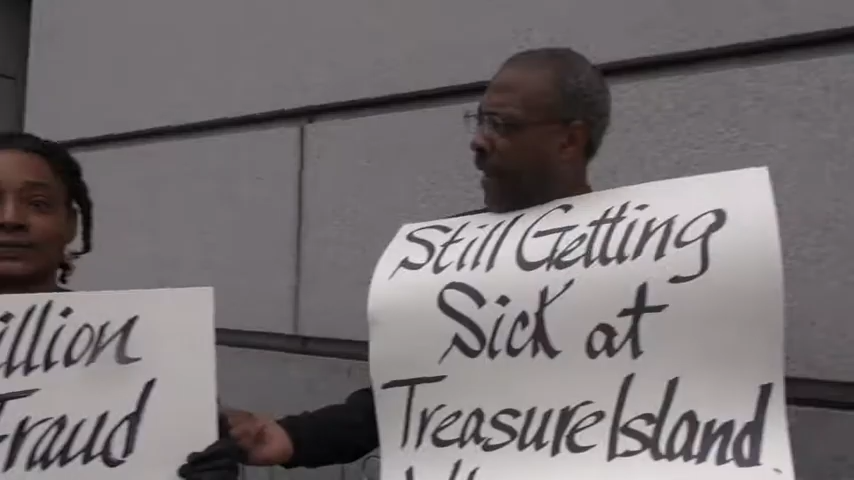 illion
Fraud
Still Getting
Sick at
Treasure Island